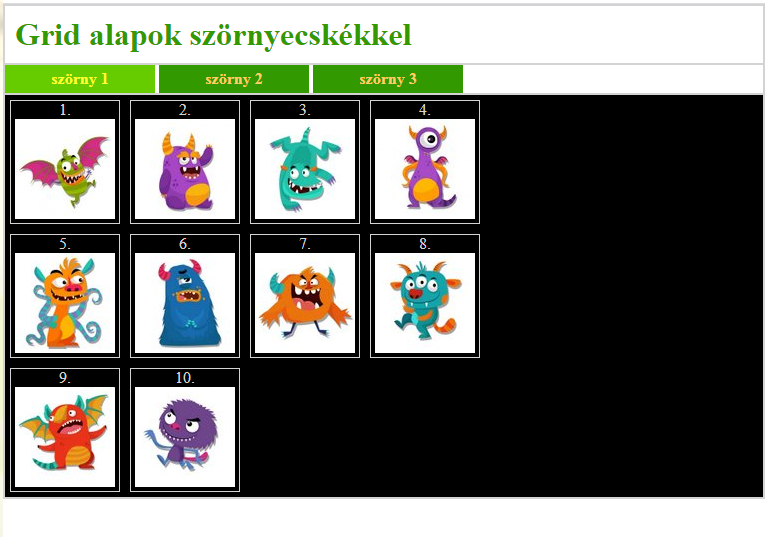 Grid alapok szörnyecskékkel
szörny 1 szörny 2 szörny 3
1. 2. 3. 4.
5. 6. 7. 8.
9. 10.